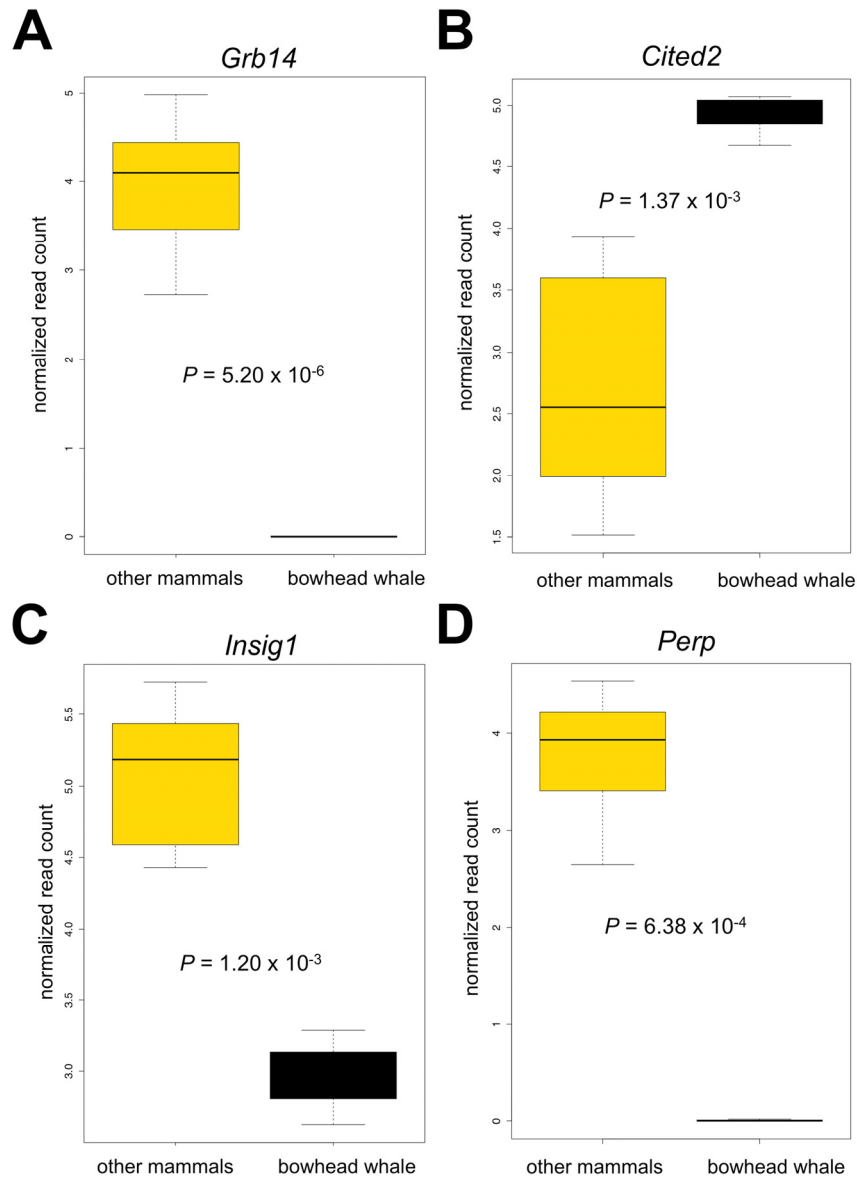 A
Grb14
normalized read count
5
4
3
2
1
0
P = 5.20 x 10-6
other mammals
bowhead whale
B
Cited2
normalized read count
5.0
4.5
4.0
3.5
3.0
2.5
2.0
1.5
P = 1.37 x 10-3
other mammals
bowhead whale
C
Insig1
normalized read count
5.5
5.0
4.5
4.0
3.5
3.0
P = 1.20 x 10-3
other mammals
bowhead whale
D
Perp
normalized read count
4
3
2
1
0
P = 6.38 x 10-4
other mammals
bowhead whale